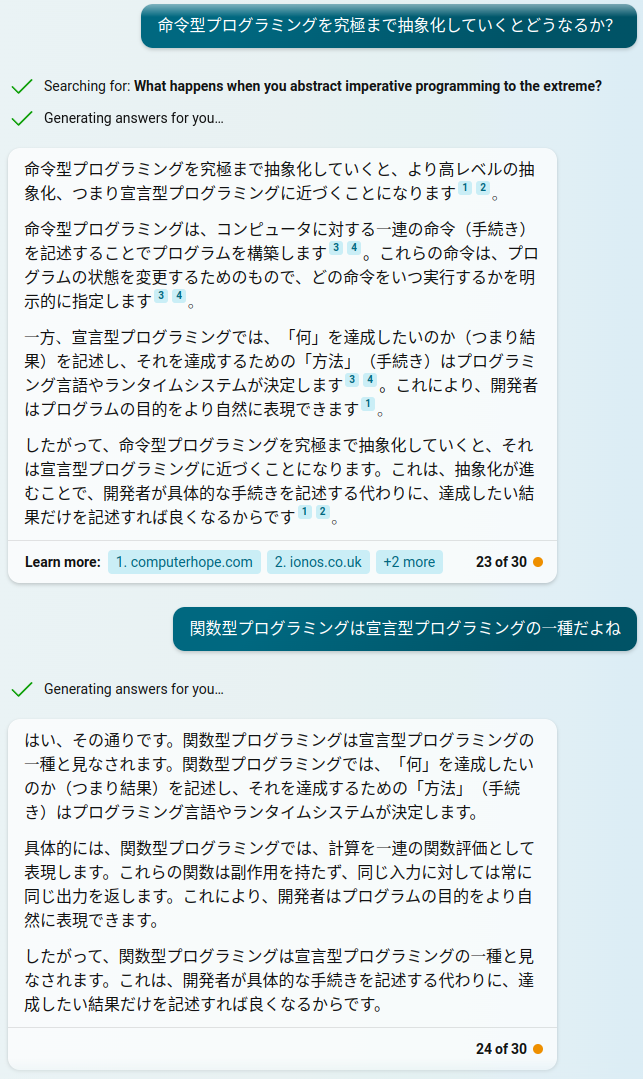 命令型プログラミングを究極まで抽象化していくとどうなるか?
Searching for: What happens when you abstract imperative programming to the extreme?
Generating answers for you…
命令型プログラミングを究極まで抽象化していくと、より高レベルの抽
象化、つまり宣言型プログラミングに近づくことになります 1 2 。
命令型プログラミングは、コンピュータに対する一連の命令（手続き）
を記述することでプログラムを構築します 3 4 。これらの命令は、プロ
グラムの状態を変更するためのもので、どの命令をいつ実行するかを明
示的に指定します 3 4 。
一方、宣言型プログラミングでは、「何」を達成したいのか（つまり結
果）を記述し、それを達成するための「方法」（手続き）はプログラミ
ング言語やランタイムシステムが決定します 3 4 。これにより、開発者
はプログラムの目的をより自然に表現できます 1 。
したがって、命令型プログラミングを究極まで抽象化していくと、それ
は宣言型プログラミングに近づくことになります。これは、抽象化が進
むことで、開発者が具体的な手続きを記述する代わりに、達成したい結
果だけを記述すれば良くなるからです 1 2 。
Learn more: 1. computerhope.com 2. ionos.co.uk +2 more 23 of 30
関数型プログラミングは宣言型プログラミングの一種だよね
Generating answers for you…
はい、その通りです。関数型プログラミングは宣言型プログラミングの
一種と見なされます。関数型プログラミングでは、「何」を達成したい
のか（つまり結果）を記述し、それを達成するための「方法」（手続
き）はプログラミング言語やランタイムシステムが決定します。
具体的には、関数型プログラミングでは、計算を一連の関数評価として
表現します。これらの関数は副作用を持たず、同じ入力に対しては常に
同じ出力を返します。これにより、開発者はプログラムの目的をより自
然に表現できます。
したがって、関数型プログラミングは宣言型プログラミングの一種と見
なされます。これは、開発者が具体的な手続きを記述する代わりに、達
成したい結果だけを記述すれば良くなるからです。
24 of 30